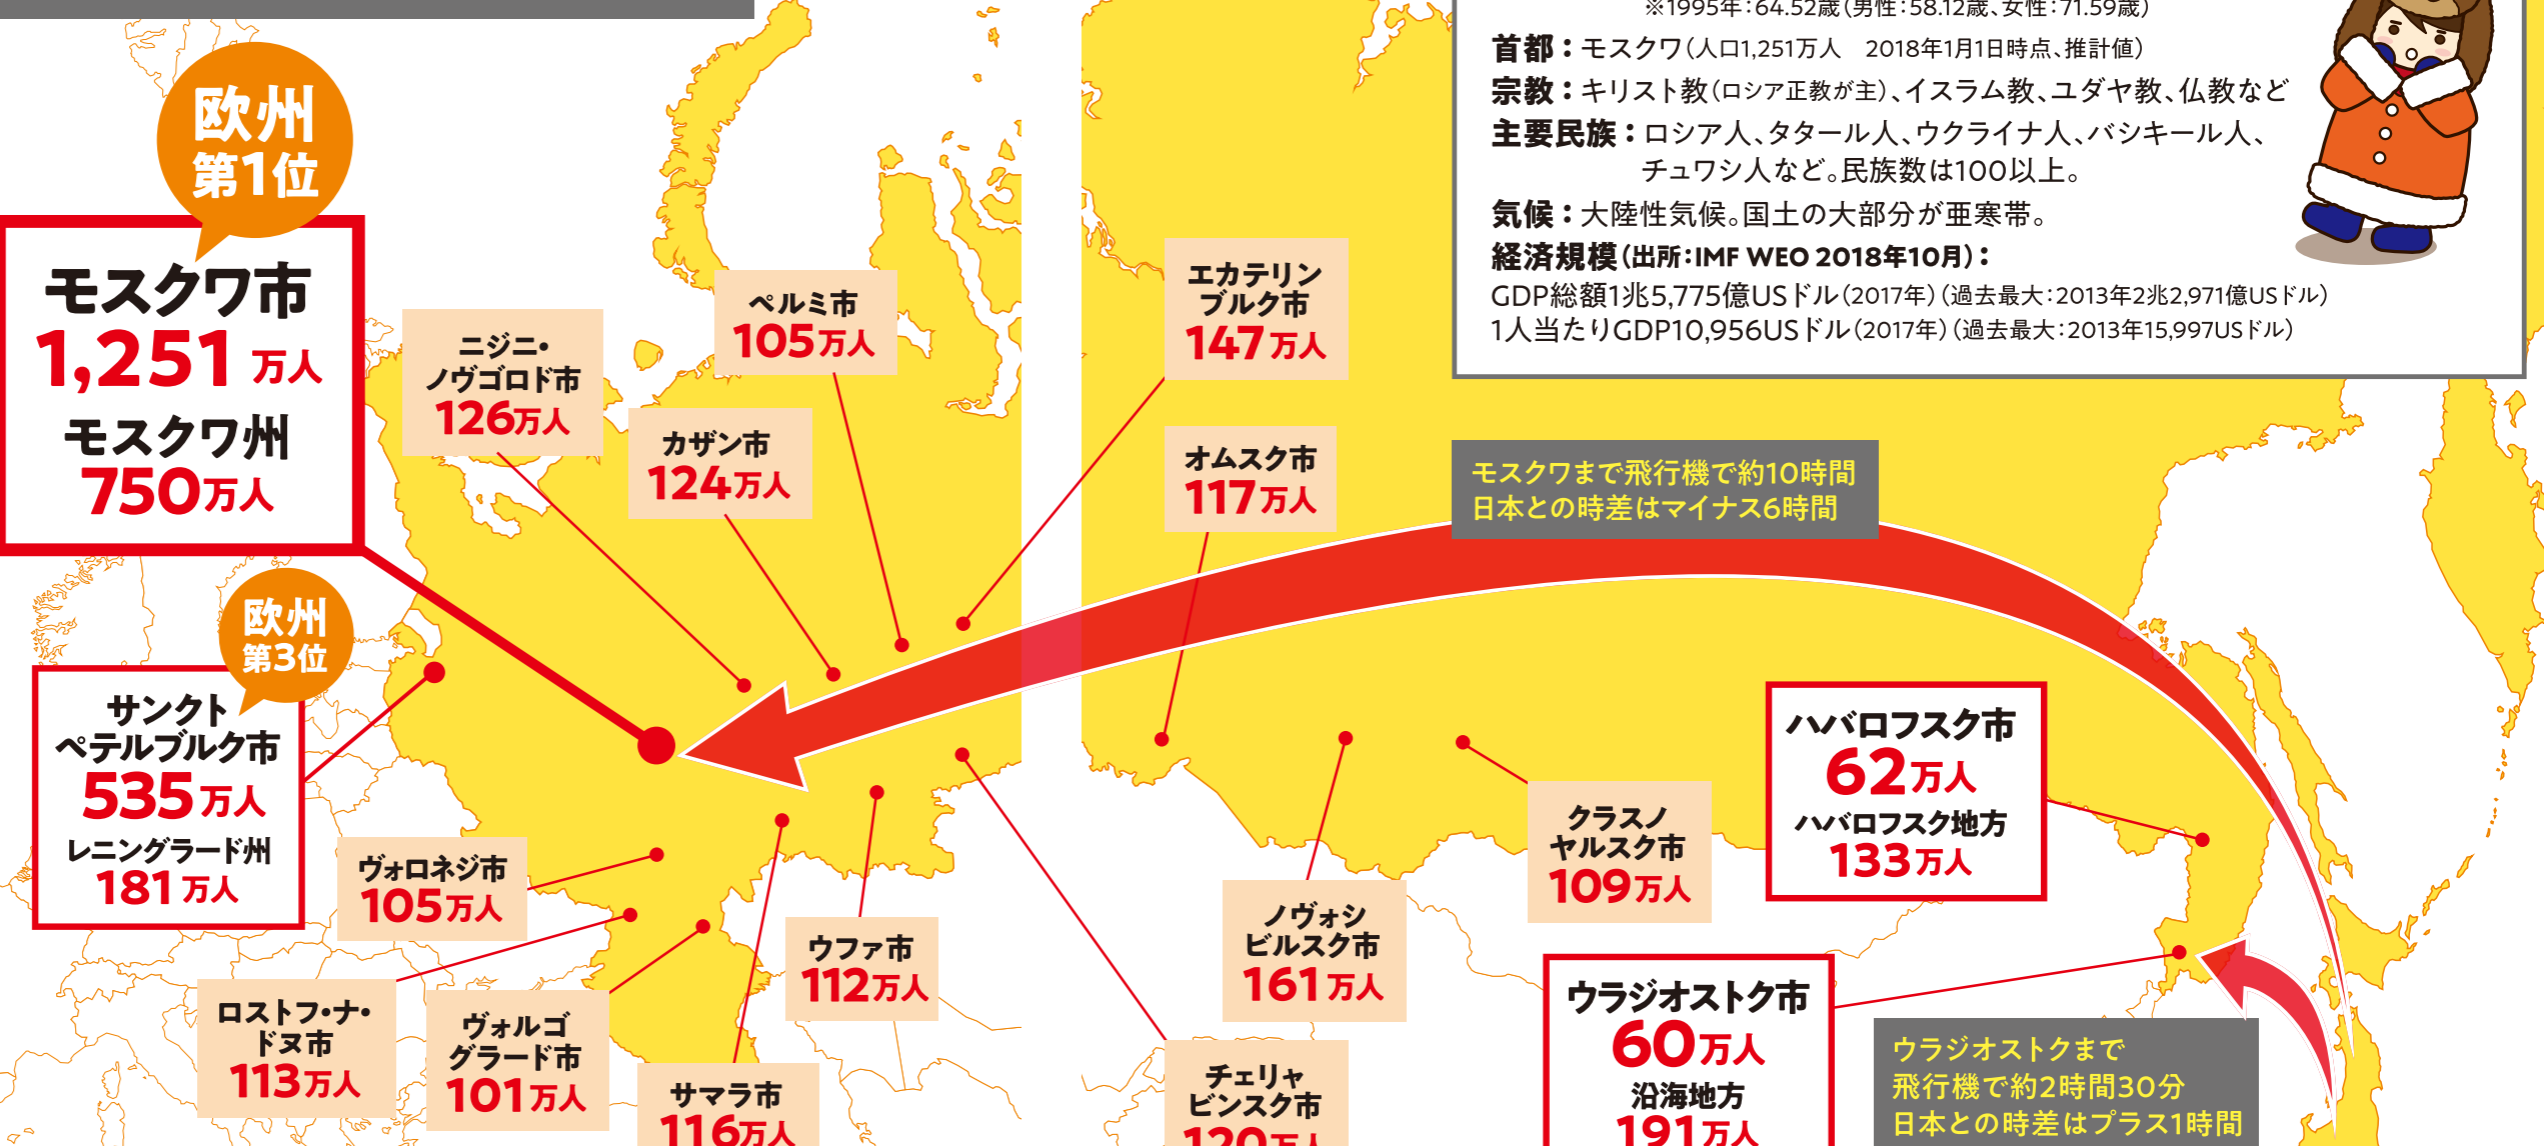 ※1995年：64.52歳（男性：58.12歳、女性：71.59歳）
首都：モスクワ（人口1,251万人　2018年1月1日時点、推計値）
宗教：キリスト教（ロシア正教が主）、イスラム教、ユダヤ教、仏教など
主要民族：ロシア人、タタール人、ウクライナ人、バシキール人、
チュワシ人など。民族数は100以上。
気候：大陸性気候。国土の大部分が亜寒帯。
経済規模（出所：IMF WEO 2018年10月）：
GDP総額1兆5,775億USドル（2017年）（過去最大：2013年2兆2,971億USドル）
1人当たりGDP10,956USドル（2017年）（過去最大：2013年15,997USドル）
欧州
第1位
モスクワ市
1,251万人
モスクワ州
750万人
ニジニ・
ノヴゴロド市
126万人
ペルミ市
105万人
カザン市
124万人
エカテリン
ブルク市
147万人
オムスク市
117万人
モスクワまで飛行機で約10時間
日本との時差はマイナス6時間
欧州
第3位
サンクト
ペテルブルク市
535万人
レニングラード州
181万人
ヴォロネジ市
105万人
ロストフ・ナ・
ドヌ市
113万人
ヴォルゴ
グラード市
101万人
サマラ市
116万人
ウファ市
112万人
チェリャ
ビンスク市
120万人
ノヴォシ
ビルスク市
161万人
クラスノ
ヤルスク市
109万人
ハバロフスク市
62万人
ハバロフスク地方
133万人
ウラジオストク市
60万人
沿海地方
191万人
ウラジオストクまで
飛行機で約2時間30分
日本との時差はプラス1時間